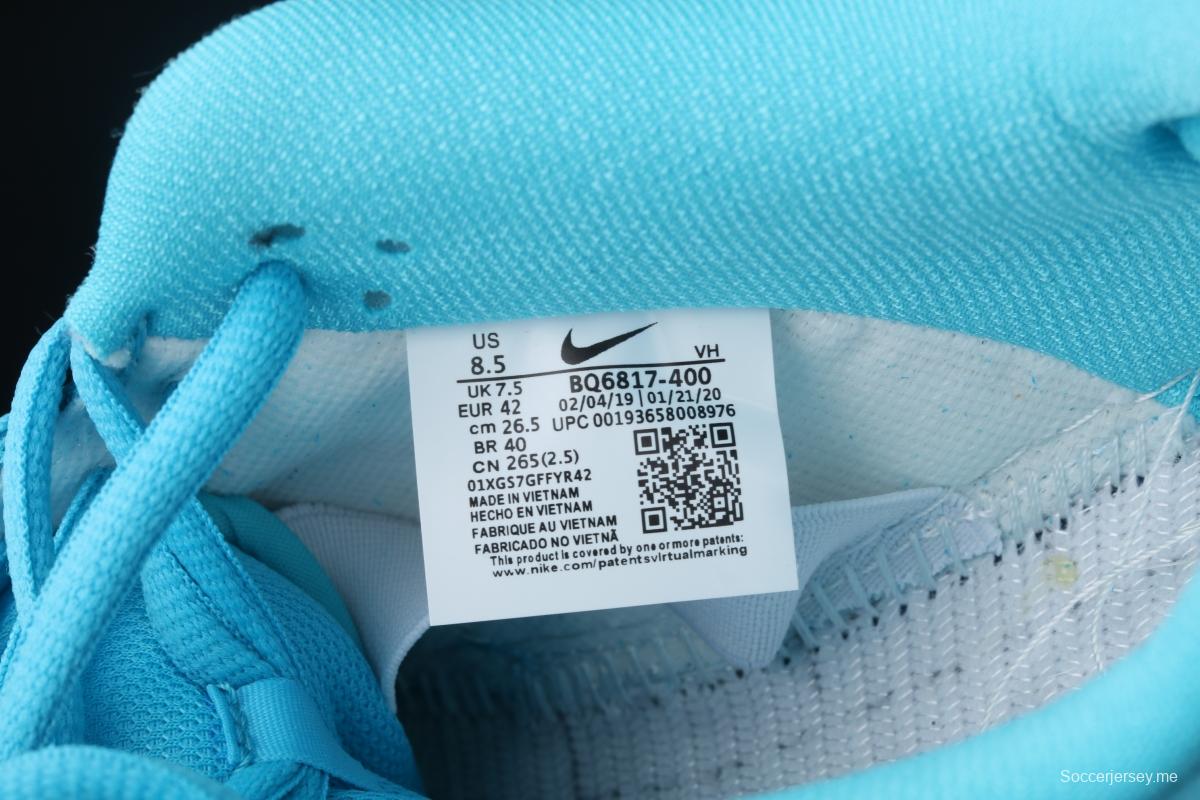 US
8.5
VH
UK 7.5
BQ6817-400
EUR 42
02/04/19 | 01/21/20
cm 26.5
UPC 00193658008976
BR 40
CN 265(2.5)
01XGS7GFFYR42
MADE IN VIETNAM
HECHO EN VIETNAM
FABRIQUE AU VIETNAM
FABRICADO NO VIETNÃ
This product is covered by one or more patents:
www.nike.com/patentsvirtualmarking
Soccerjersey.me